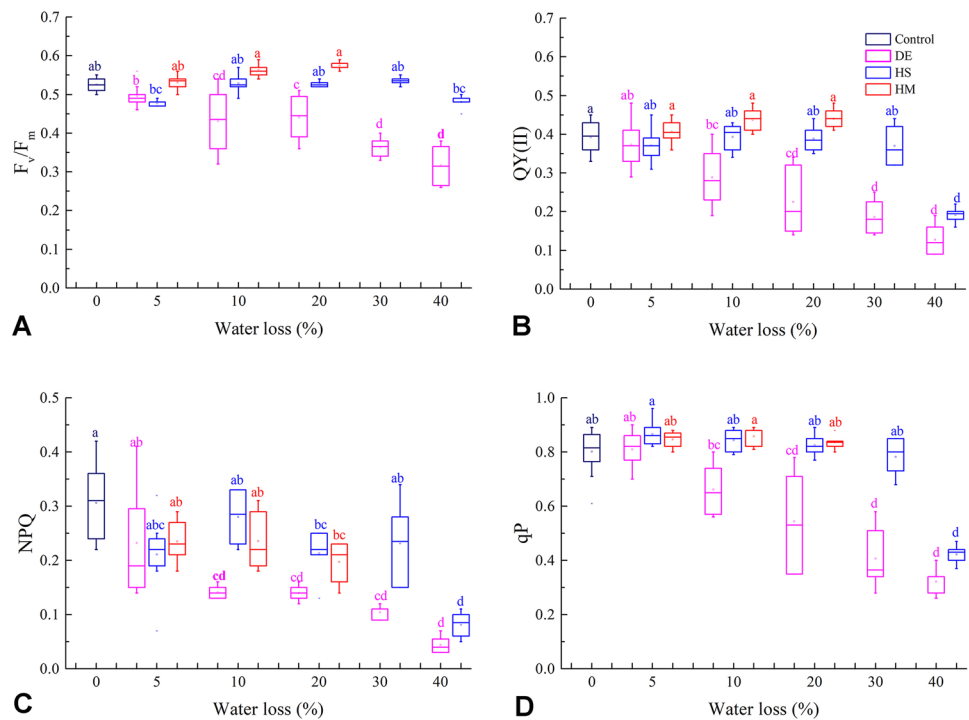 A
F_v/F_m
0.7
0.6
0.5
0.4
0.3
0.2
0.1
0.0
ab
b
bc
ab
cd
ab
a
c
ab
a
d
ab
d
bc
0 5 10 20 30 40
Water loss (%)
B
QY(II)
0.7
0.6
0.5
0.4
0.3
0.2
0.1
0.0
Control
DE
HS
HM
a
ab
ab
a
bc
ab
a
cd
ab
a
d
ab
d
d
0 5 10 20 30 40
Water loss (%)
C
NPQ
0.5
0.4
0.3
0.2
0.1
0.0
a
ab
abc
ab
cd
ab
ab
cd
bc
bc
cd
ab
d
d
0 5 10 20 30 40
Water loss (%)
D
qP
1.0
0.8
0.6
0.4
0.2
0.0
ab
ab
a
ab
bc
ab
a
cd
ab
ab
d
ab
d
d
0 5 10 20 30 40
Water loss (%)